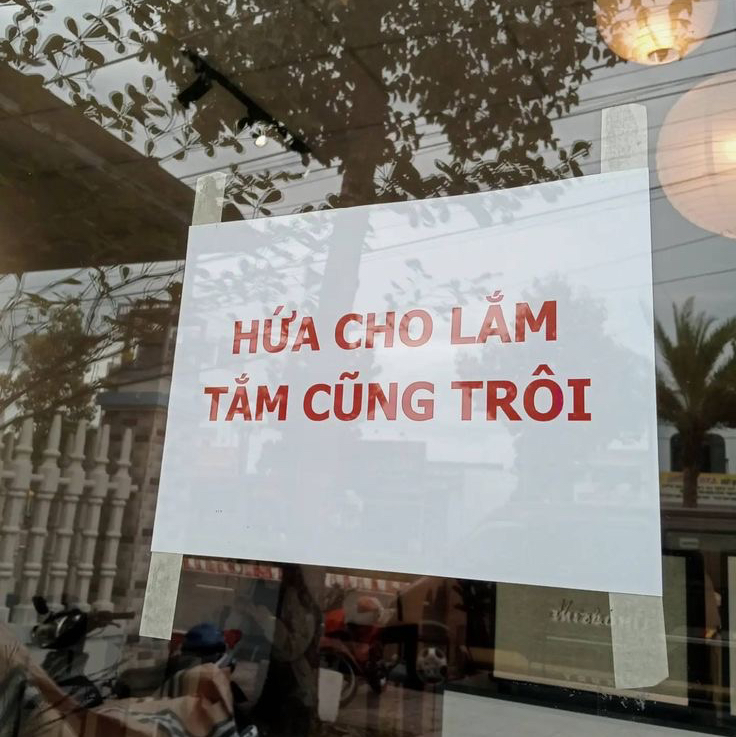 HỨA CHO LẮM
TẮM CŨNG TRÔI